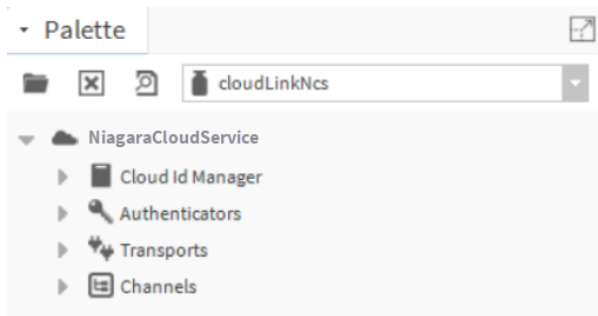 Palette
cloudLinkNcs
NiagaraCloudService
Cloud Id Manager
Authenticators
Transports
Channels